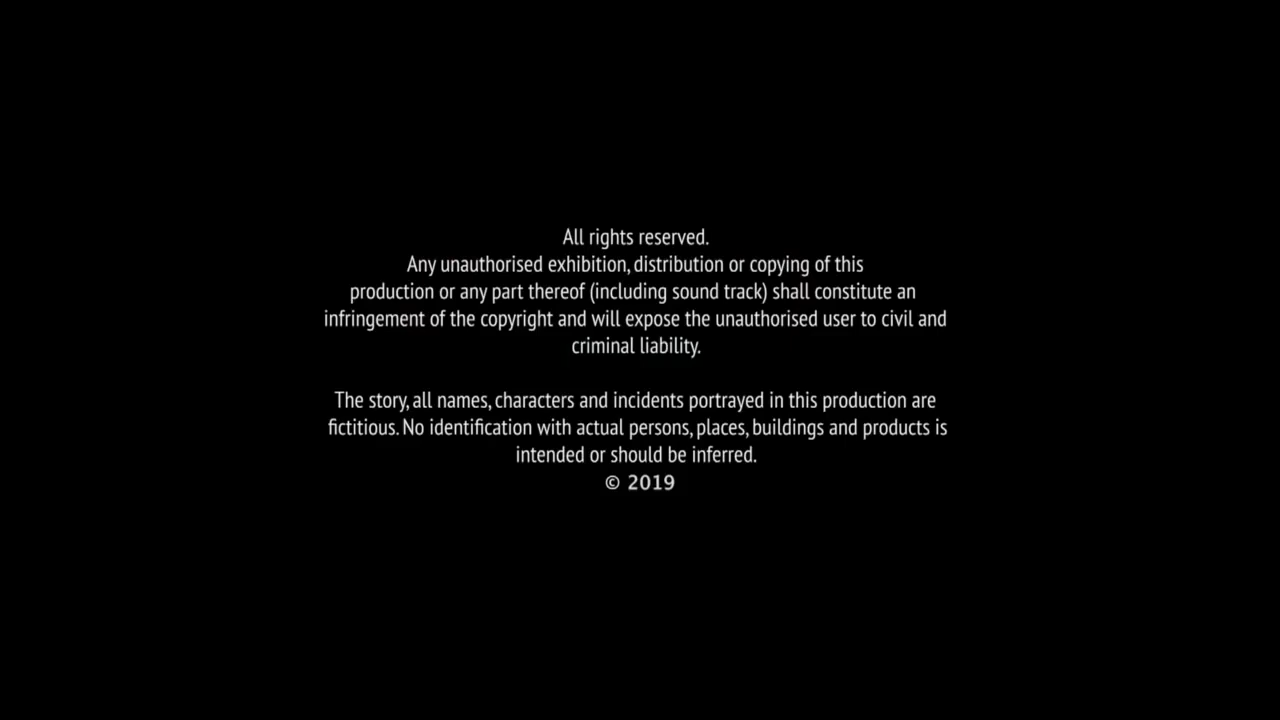 All rights reserved.
Any unauthorised exhibition, distribution or copying of this
production or any part thereof (including sound track) shall constitute an
infringement of the copyright and will expose the unauthorised user to civil and
criminal liability.
The story, all names, characters and incidents portrayed in this production are
fictitious. No identification with actual persons, places, buildings and products is
intended or should be inferred.
© 2019